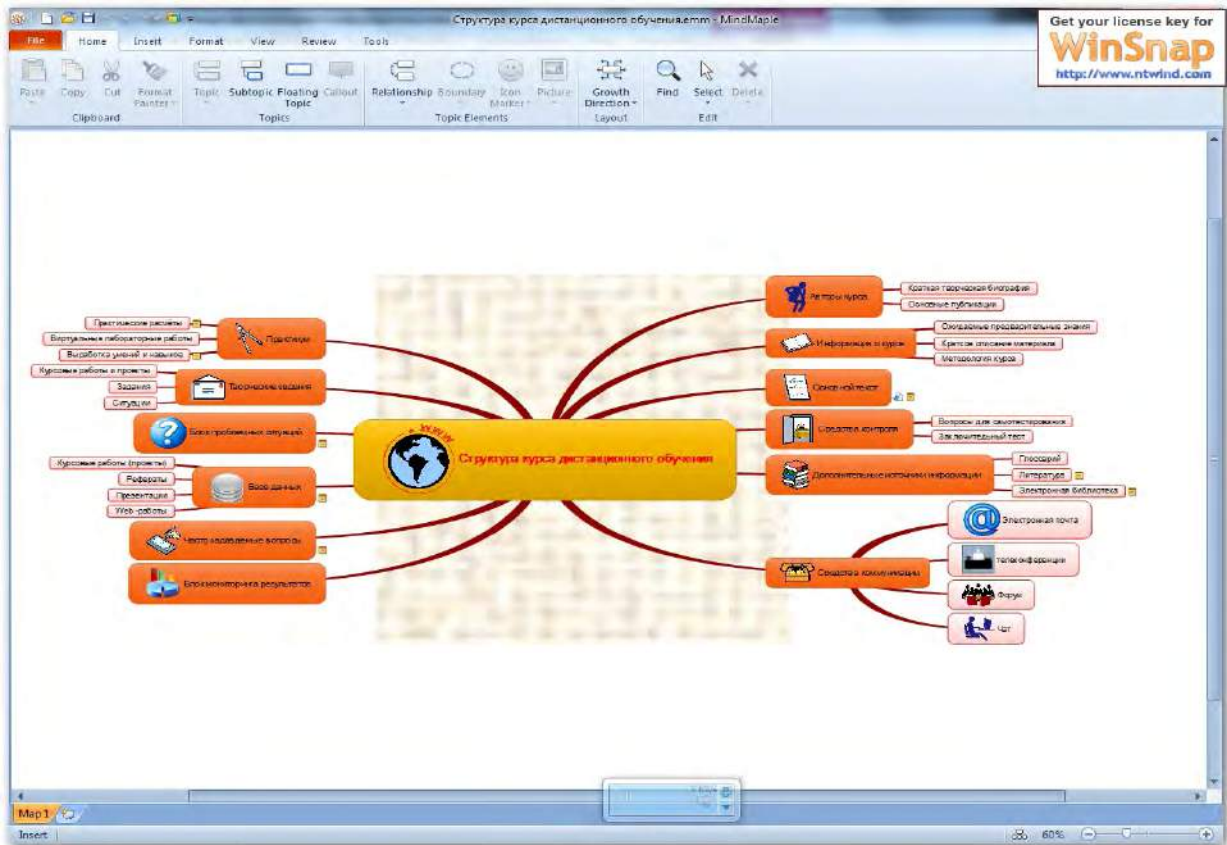 Структура курса дистанционного обучения.emm - MindMaple
Get your license key for
WinSnap
http://www.ntwind.com
File Home Insert Format View Review Tools
Paste Copy Cut Format Painter
Topic Subtopic Floating Topic Callout
Relationship Boundary Icon Marker Picture
Growth Direction
Find Select Delete
Clipboard Topics Topic Elements Layout Edit
Структура курса дистанционного обучения
WWW
Практикум
Практические расчёты
Виртуальные лабораторные работы
Выработка умений и навыков
Творческие задания
Курсовые работы и проекты
Задания
Ситуации
Блок проблемных ситуаций
База данных
Курсовые работы (проекты)
Рефераты
Презентации
Web -работы
Часто задаваемые вопросы
Блок мониторинга результатов
Авторы курса
Краткая творческая биография
Основные публикации
Информация о курсе
Ожидаемые предварительные знания
Краткое описание материала
Методология курса
Основной текст
Средства контроля
Вопросы для самотестирования
Заключительный тест
Дополнительные источники информации
Глоссарий
Литература
Электронная библиотека
Средства коммуникации
Электронная почта
телеконференции
Форум
Чат
Map 1
Insert
60%